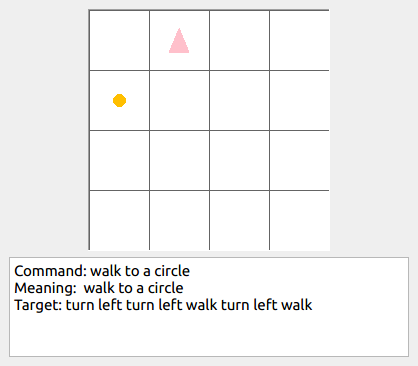 Command: walk to a circle
Meaning:  walk to a circle
Target: turn left turn left walk turn left walk